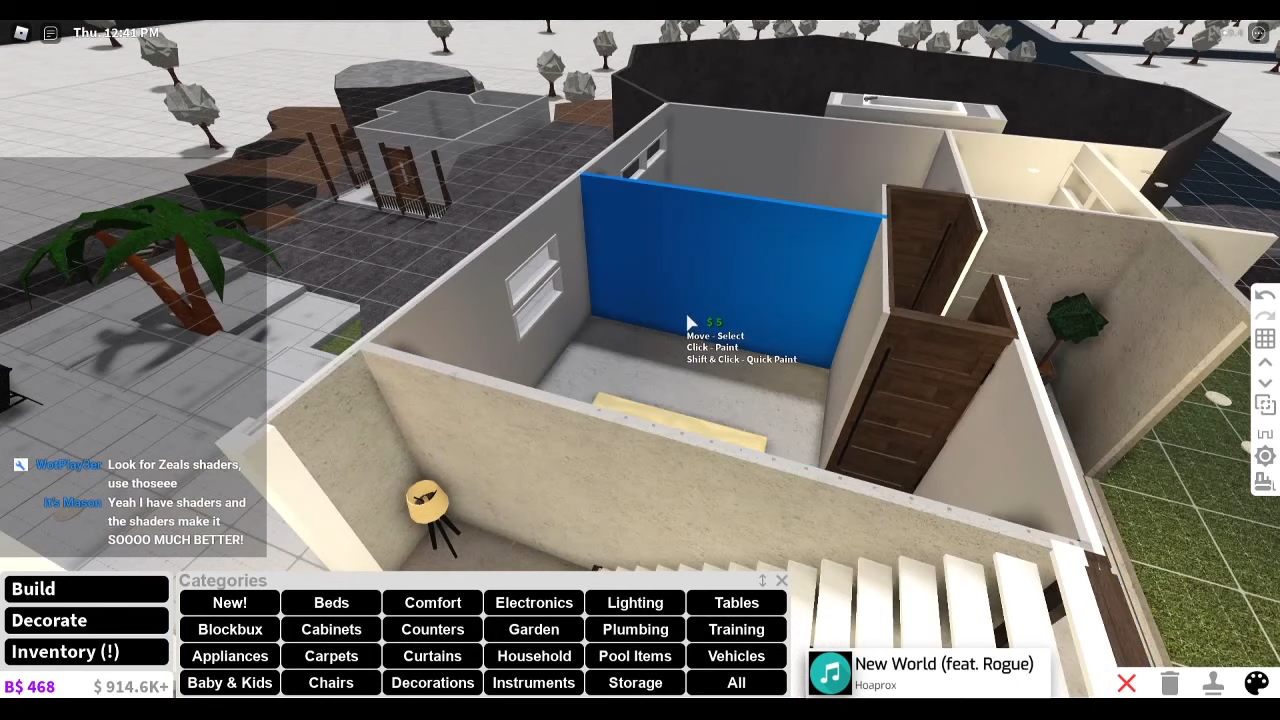 Thu. 12:41 PM
$ 5
Move - Select
Click - Paint
Shift & Click - Quick Paint
WotPlay3er Look for Zeals shaders,
use thoseee
It's Mason Yeah I have shaders and
the shaders make it
SOOOO MUCH BETTER!
Build
Decorate
Inventory (!)
B$ 468 $ 914.6K+
Categories
New! Beds Comfort Electronics Lighting Tables
Blockbux Cabinets Counters Garden Plumbing Training
Appliances Carpets Curtains Household Pool Items Vehicles
Baby & Kids Chairs Decorations Instruments Storage All
New World (feat. Rogue)
Hoaprox